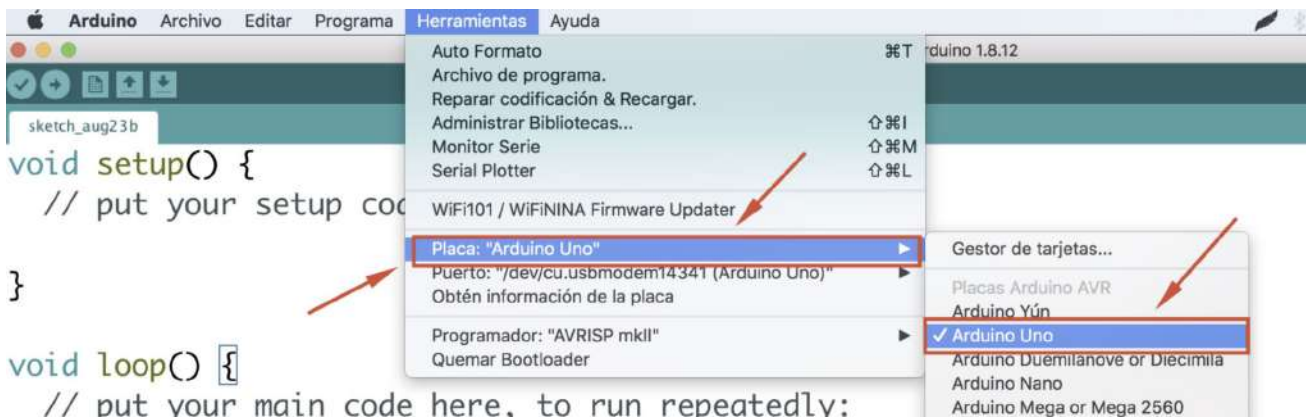 Arduino Archivo Editar Programa Herramientas Ayuda
rduino 1.8.12
sketch_aug23b
void setup() {
// put your setup cod
}
void loop() {
// put your main code here, to run repeatedly:
Auto Formato ⌘T
Archivo de programa.
Reparar codificación & Recargar.
Administrar Bibliotecas... ⇧⌘I
Monitor Serie ⇧⌘M
Serial Plotter ⇧⌘L
WiFi101 / WiFiNINA Firmware Updater
Placa: "Arduino Uno"
Puerto: "/dev/cu.usbmodem14341 (Arduino Uno)"
Obtén información de la placa
Programador: "AVRISP mkII"
Quemar Bootloader
Gestor de tarjetas...
Placas Arduino AVR
Arduino Yún
✓ Arduino Uno
Arduino Duemilanove or Diecimila
Arduino Nano
Arduino Mega or Mega 2560